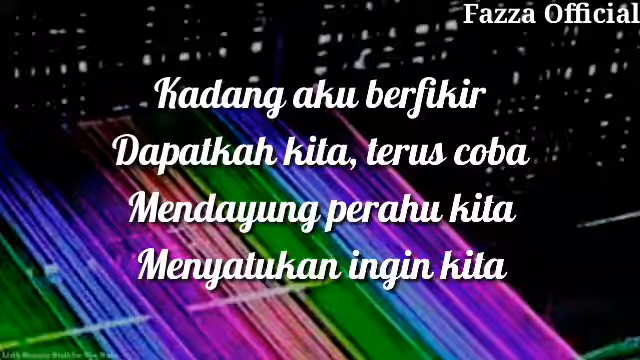 Fazza Official
Kadang aku berfikir
Dapatkah kita, terus coba
Mendayung perahu kita
Menyatukan ingin kita